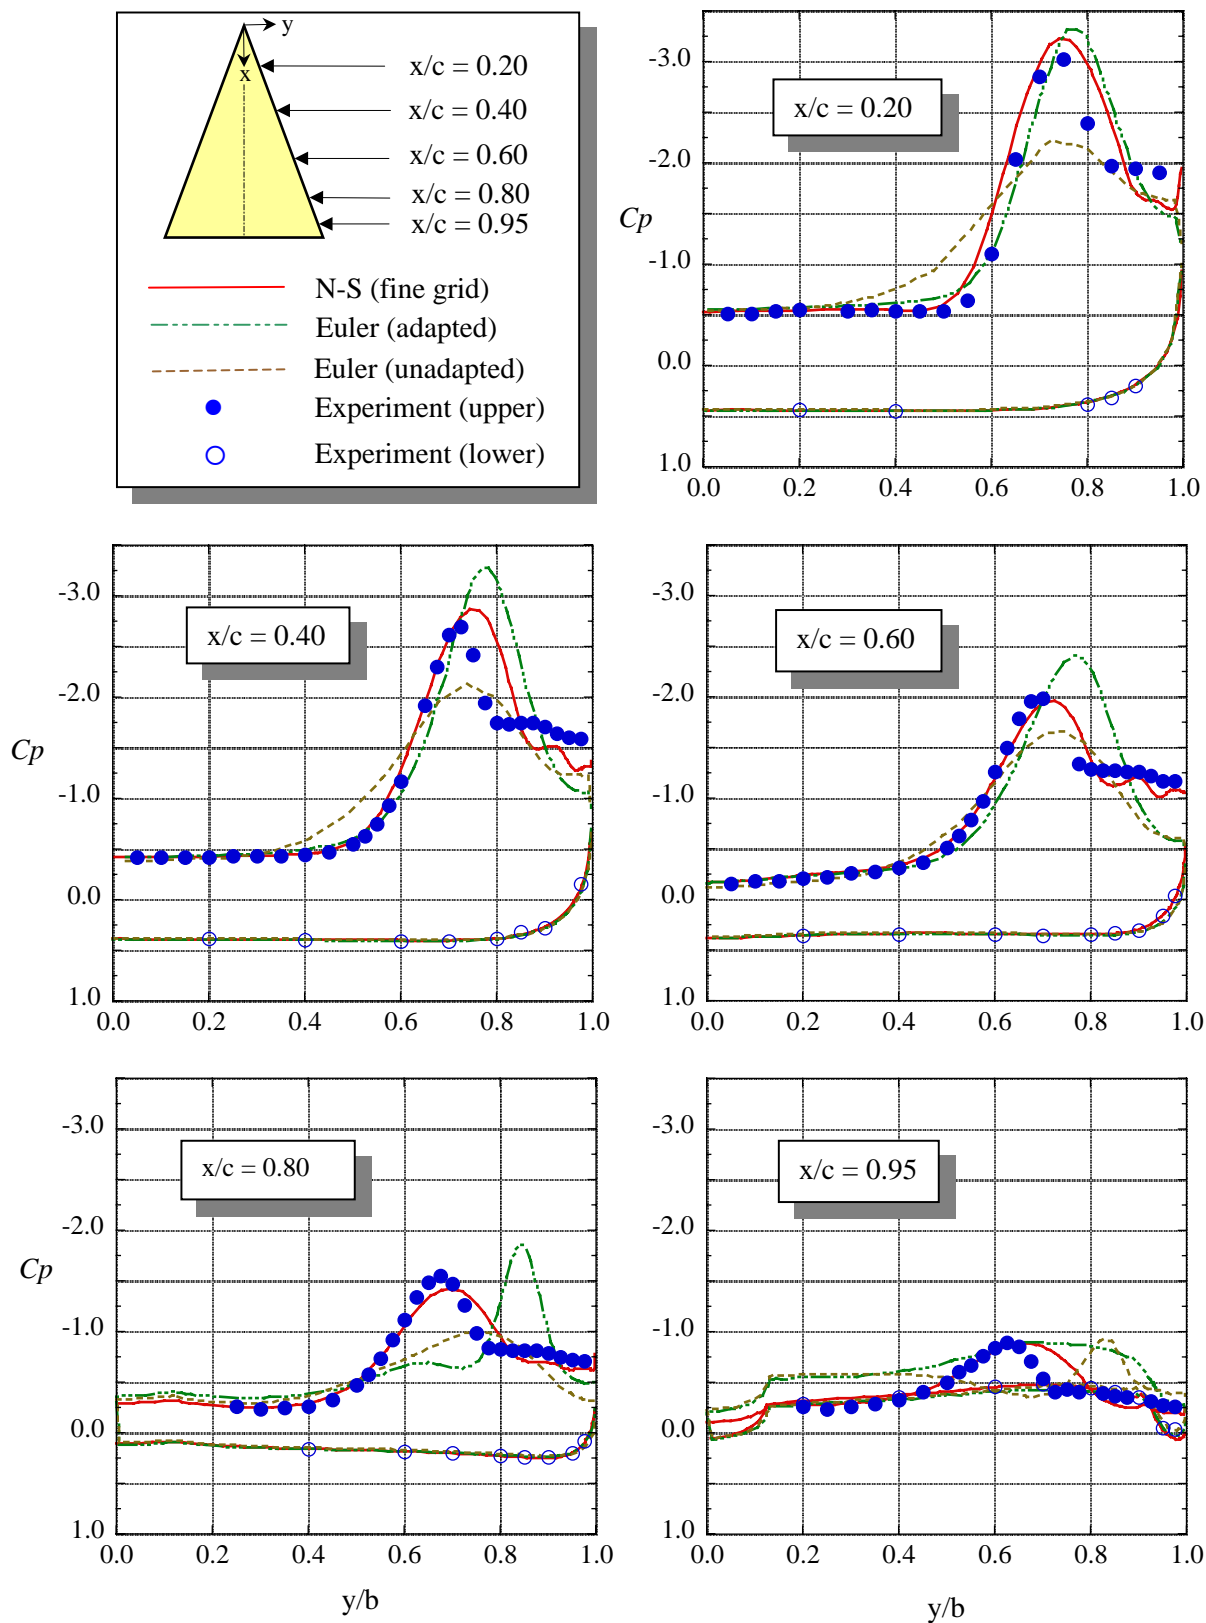 y
x
x/c = 0.20
x/c = 0.40
x/c = 0.60
x/c = 0.80
x/c = 0.95
N-S (fine grid)
Euler (adapted)
Euler (unadapted)
Experiment (upper)
Experiment (lower)
x/c = 0.20
Cp
-3.0
-2.0
-1.0
0.0
1.0
0.0 0.2 0.4 0.6 0.8 1.0
x/c = 0.40
Cp
-3.0
-2.0
-1.0
0.0
1.0
0.0 0.2 0.4 0.6 0.8 1.0
x/c = 0.60
-3.0
-2.0
-1.0
0.0
1.0
0.0 0.2 0.4 0.6 0.8 1.0
x/c = 0.80
Cp
-3.0
-2.0
-1.0
0.0
1.0
0.0 0.2 0.4 0.6 0.8 1.0
y/b
x/c = 0.95
-3.0
-2.0
-1.0
0.0
1.0
0.0 0.2 0.4 0.6 0.8 1.0
y/b